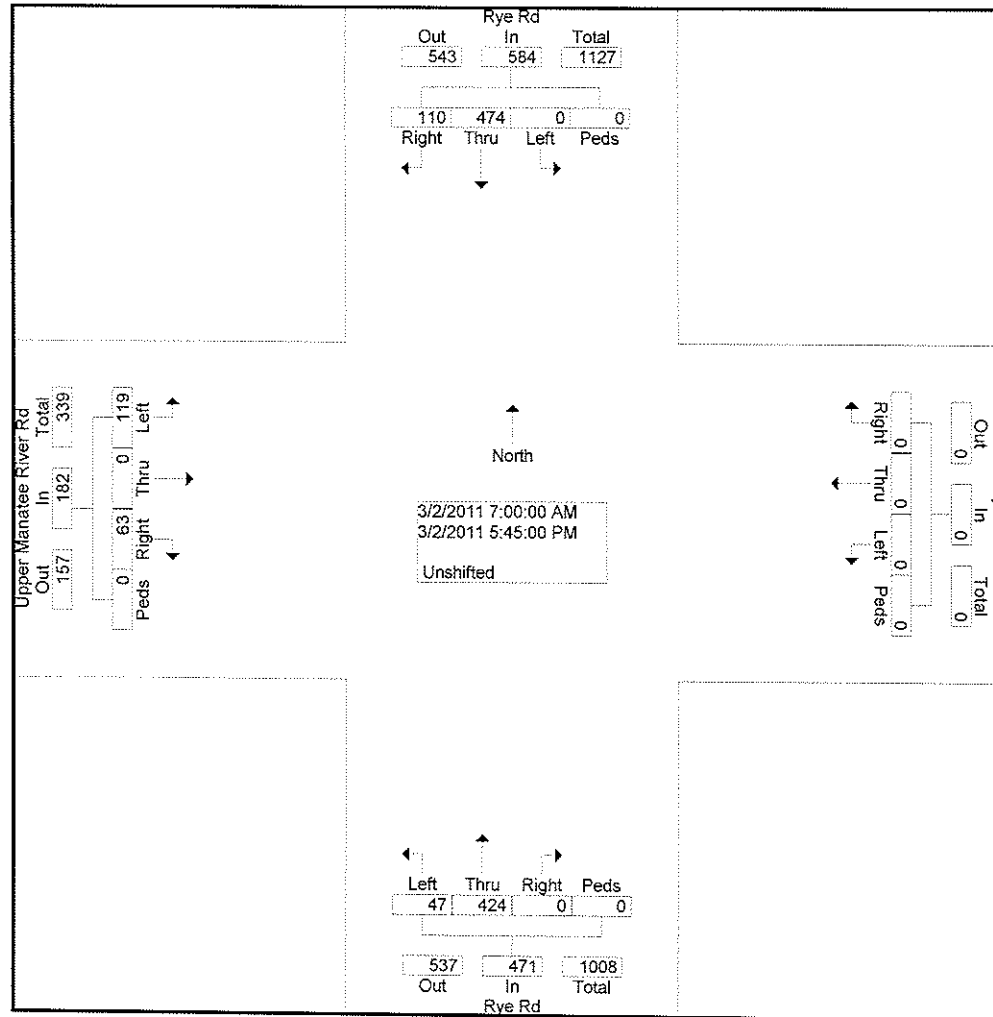 Rye Rd
Out In Total
543 584 1127
110 474 0 0
Right Thru Left Peds
Upper Manatee River Rd
Out In Total
157 182 339
119 0 63 0
Left Thru Right Peds
North
3/2/2011 7:00:00 AM
3/2/2011 5:45:00 PM
Unshifted
Right Thru Left Peds
0 0 0 0
Out In Total
0 0 0
Left Thru Right Peds
47 424 0 0
537 471 1008
Out In Total
Rye Rd